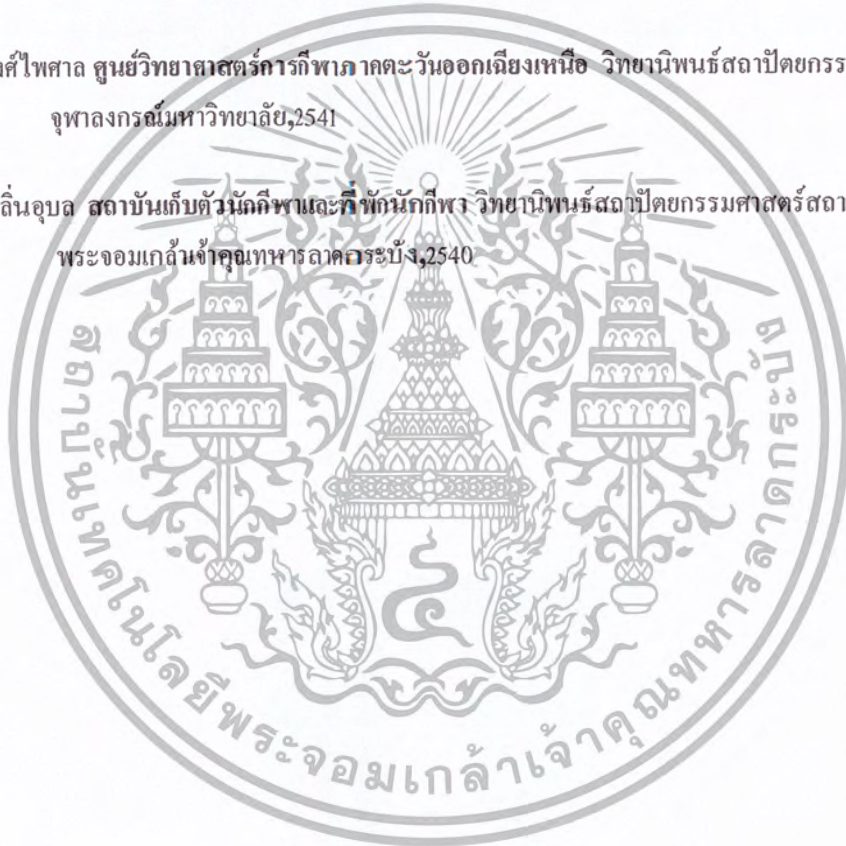 งศ์ไพศาล ศูนย์วิทยาศาสตร์การกีฬาภาคตะวันออกเฉียงเหนือ วิทยานิพนธ์สถาปัตยกรร
จุฬาลงกรณ์มหาวิทยาลัย,2541
ลิ่นอุบล สถาบันเก็บตัวนักกีฬาและที่พักนักกีฬา วิทยานิพนธ์สถาปัตยกรรมศาสตร์สถา
พระจอมเกล้าเจ้าคุณทหารลาดกระบัง,2540
สถาบันเทคโนโลยีพระจอมเกล้าเจ้าคุณทหารลาดกระบัง
๔